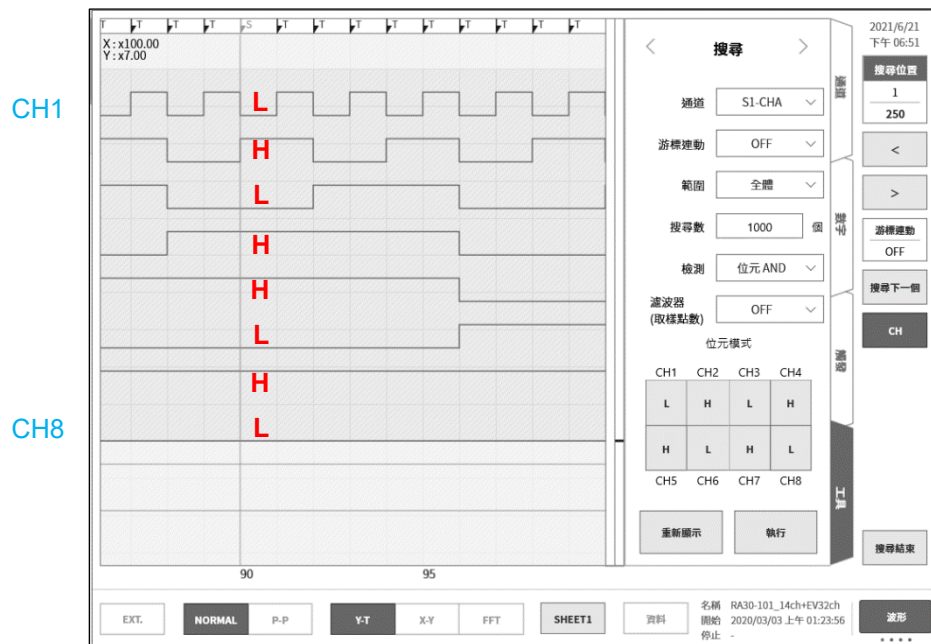 T T T T S T T T T T T T T T
X : x100.00
Y : x7.00
CH1
L
H
L
H
H
L
H
L
CH8
90 95
搜尋
通道 S1-CHA
游標連動 OFF
範圍 全體
搜尋數 1000 個
檢測 位元 AND
濾波器
(取樣點數) OFF
位元模式
CH1 CH2 CH3 CH4
L H L H
H L H L
CH5 CH6 CH7 CH8
重新顯示 執行
通道
數字
觸發
工具
2021/6/21
下午 06:51
搜尋位置
1
250
<
>
游標連動
OFF
搜尋下一個
CH
搜尋結束
EXT. NORMAL P-P Y-T X-Y FFT SHEET1 資料
名稱 RA30-101_14ch+EV32ch
開始 2020/03/03 上午 01:23:56
停止 -
波形